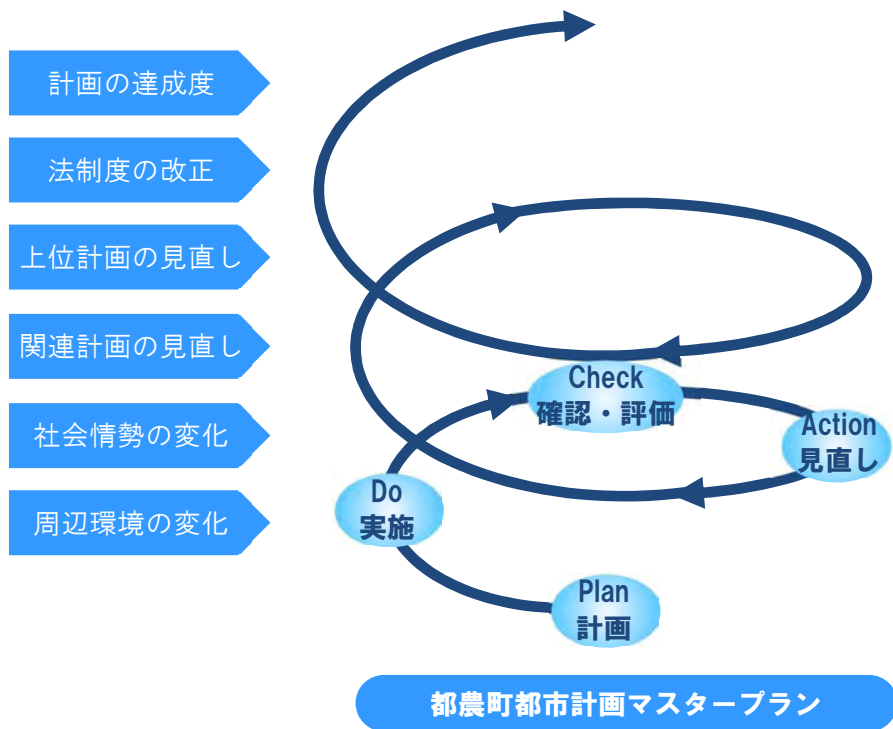 計画の達成度
法制度の改正
上位計画の見直し
関連計画の見直し
社会情勢の変化
周辺環境の変化
Check
確認・評価
Action
見直し
Do
実施
Plan
計画
都農町都市計画マスタープラン